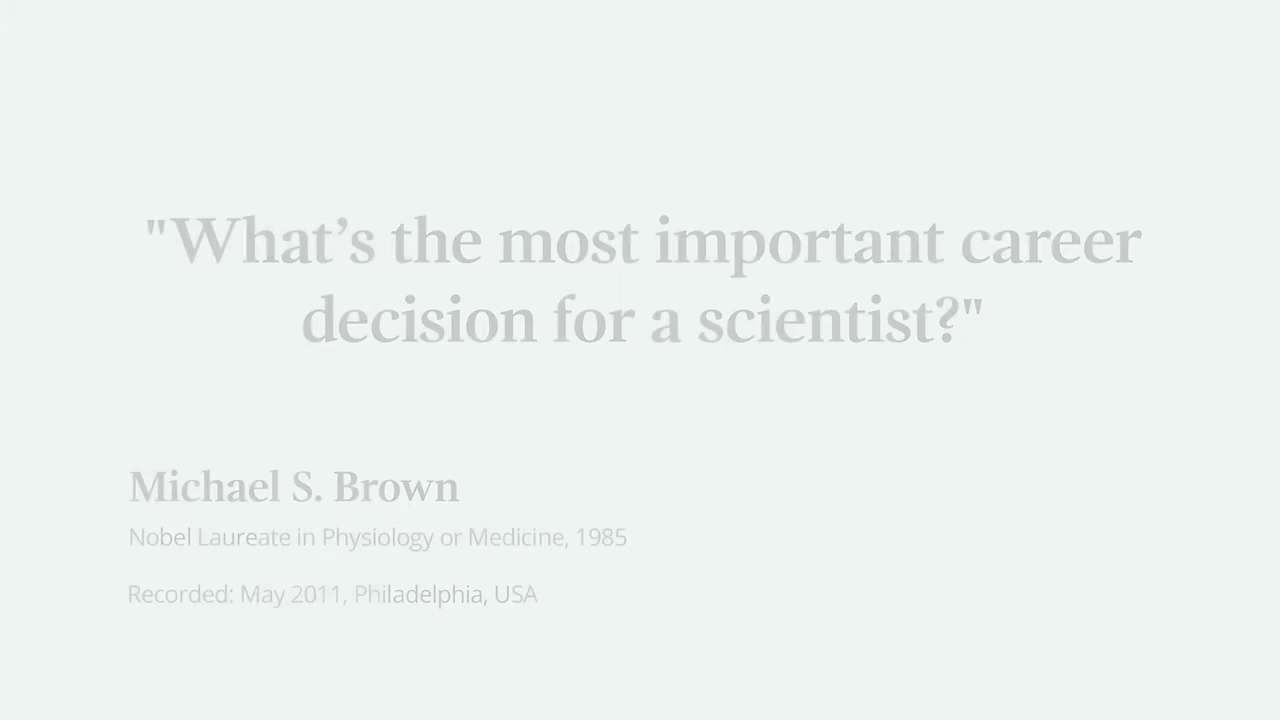 "What’s the most important career
decision for a scientist?"
Michael S. Brown
Nobel Laureate in Physiology or Medicine, 1985
Recorded: May 2011, Philadelphia, USA